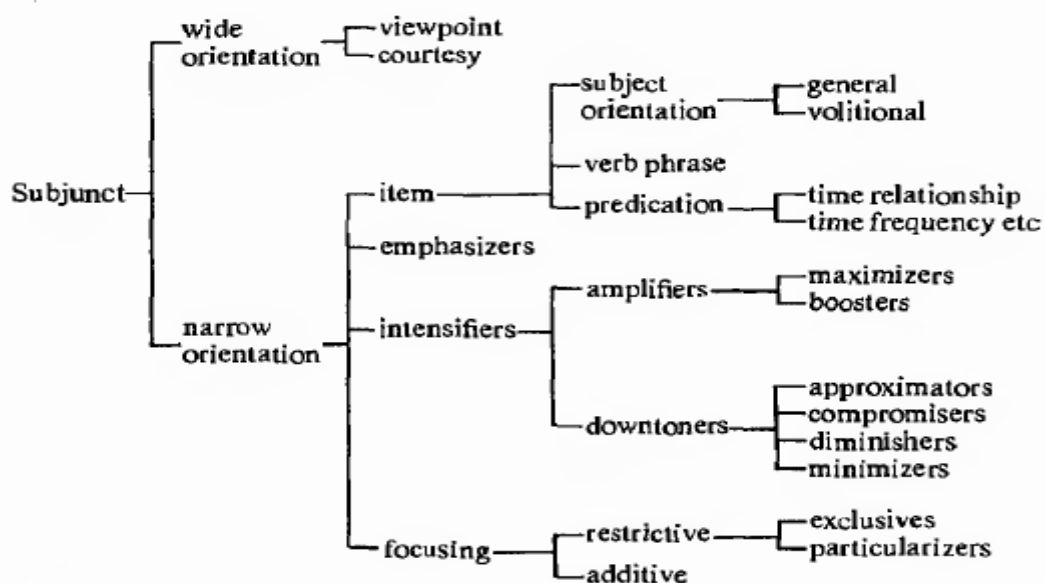 wide
orientation
viewpoint
courtesy
subject
orientation
general
volitional
Subjunct
item
verb phrase
predication
time relationship
time frequency etc
emphasizers
narrow
orientation
intensifiers
amplifiers
maximizers
boosters
downtoners
approximators
compromisers
diminishers
minimizers
focusing
restrictive
exclusives
particularizers
additive